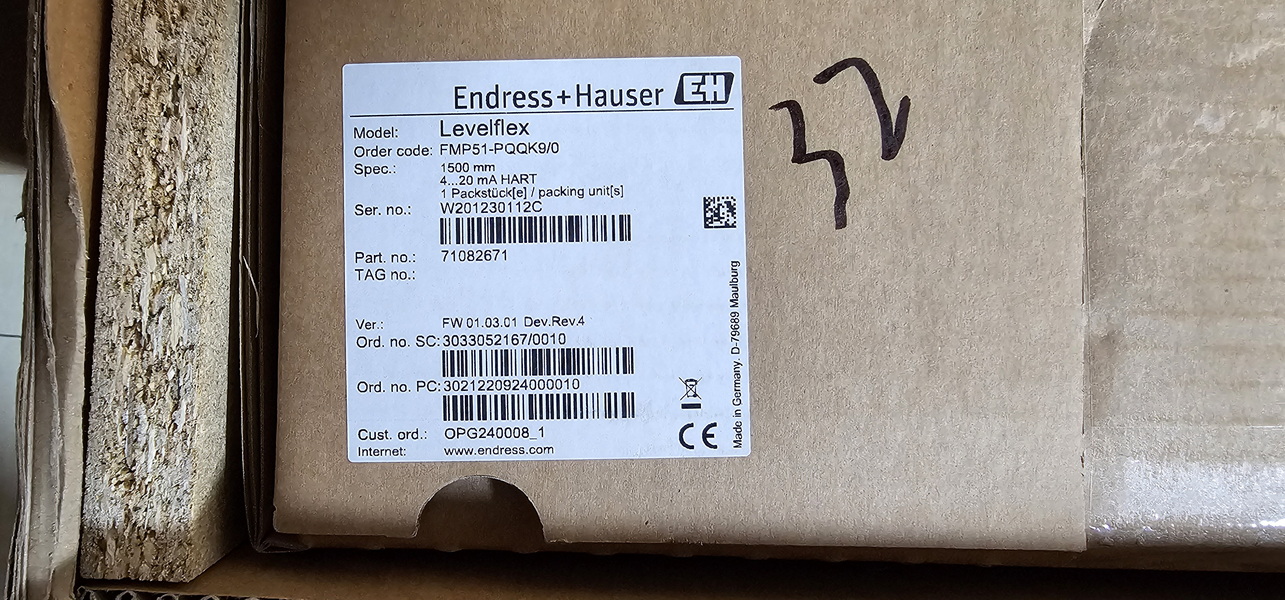 Endress+Hauser EH
Model: Levelflex
Order code: FMP51-PQQK9/0
Spec.: 1500 mm
4...20 mA HART
1 Packstück[e] / packing unit[s]
Ser. no.: W201230112C
Part. no.: 71082671
TAG no.:
Ver.: FW 01.03.01 Dev.Rev.4
Ord. no. SC: 3033052167/0010
Ord. no. PC: 3021220924000010
Cust. ord.: OPG240008_1
Internet: www.endress.com
CE
Made in Germany. D-79689 Maulburg